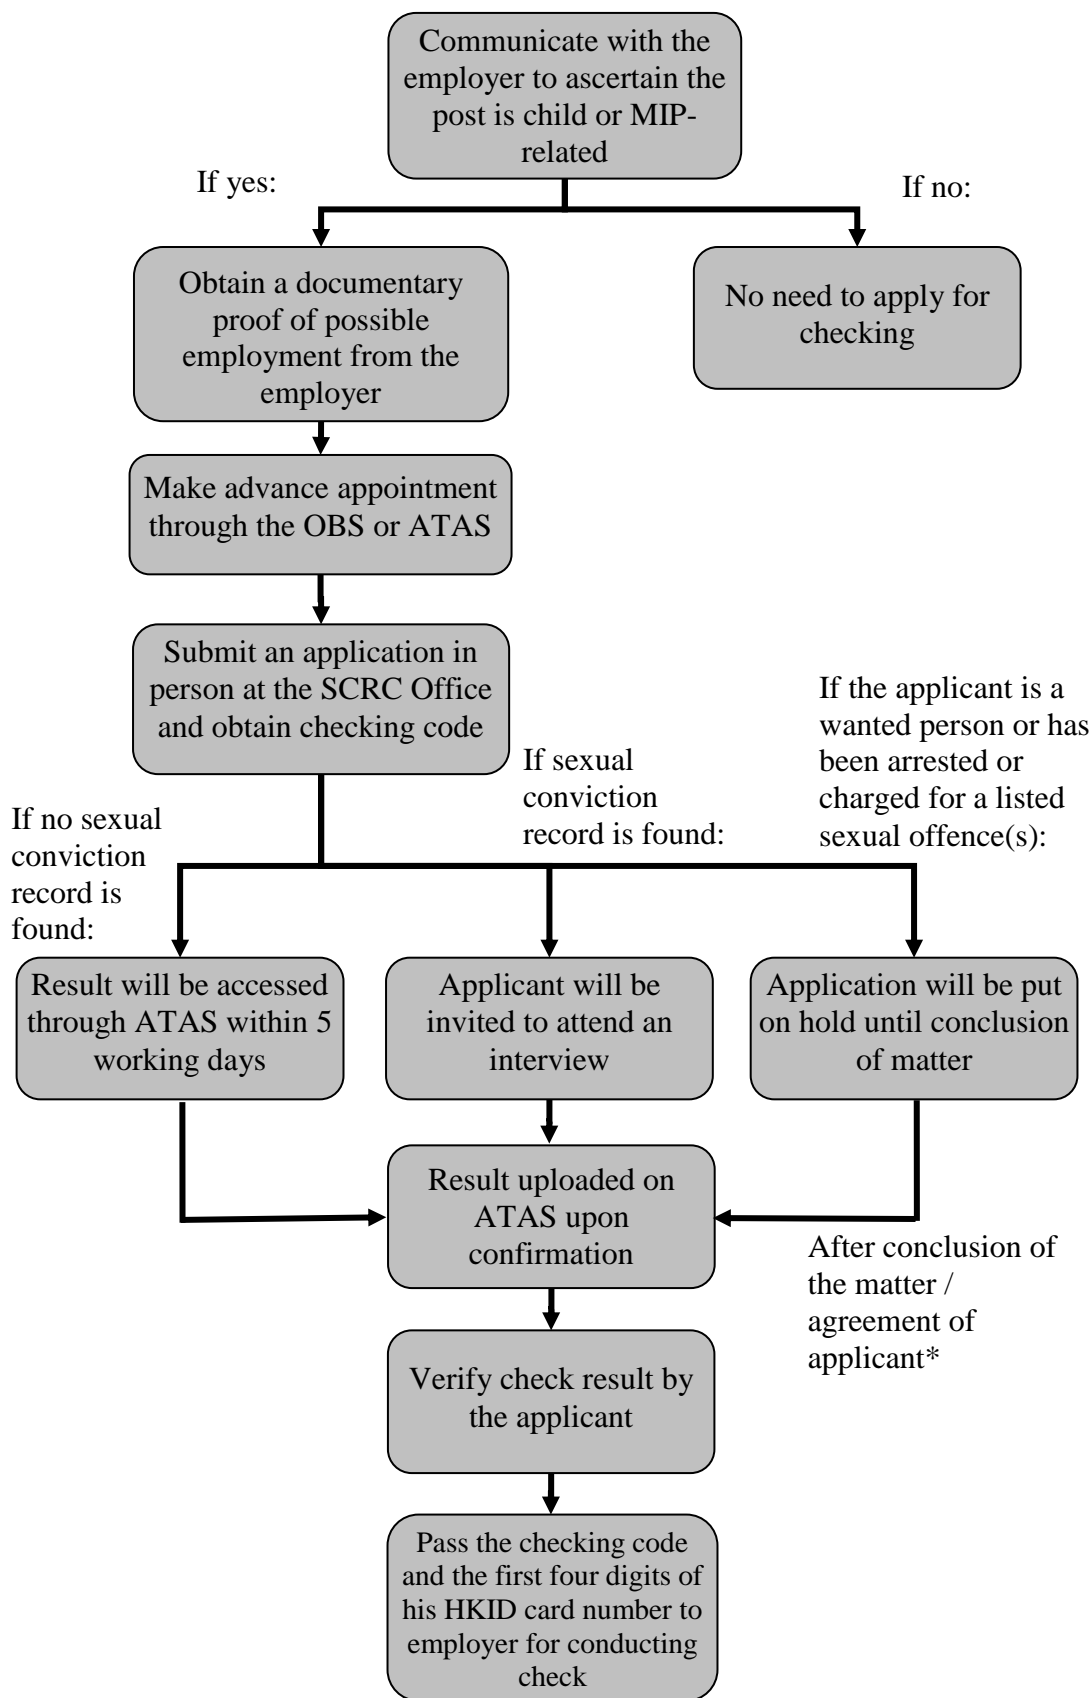 Communicate with the
employer to ascertain the
post is child or MIP-
related
If yes:
If no:
Obtain a documentary
proof of possible
employment from the
employer
No need to apply for
checking
Make advance appointment
through the OBS or ATAS
Submit an application in
person at the SCRC Office
and obtain checking code
If no sexual
conviction
record is
found:
If sexual
conviction
record is found:
If the applicant is a
wanted person or has
been arrested or
charged for a listed
sexual offence(s):
Result will be accessed
through ATAS within 5
working days
Applicant will be
invited to attend an
interview
Application will be put
on hold until conclusion
of matter
Result uploaded on
ATAS upon
confirmation
After conclusion of
the matter /
agreement of
applicant*
Verify check result by
the applicant
Pass the checking code
and the first four digits of
his HKID card number to
employer for conducting
check